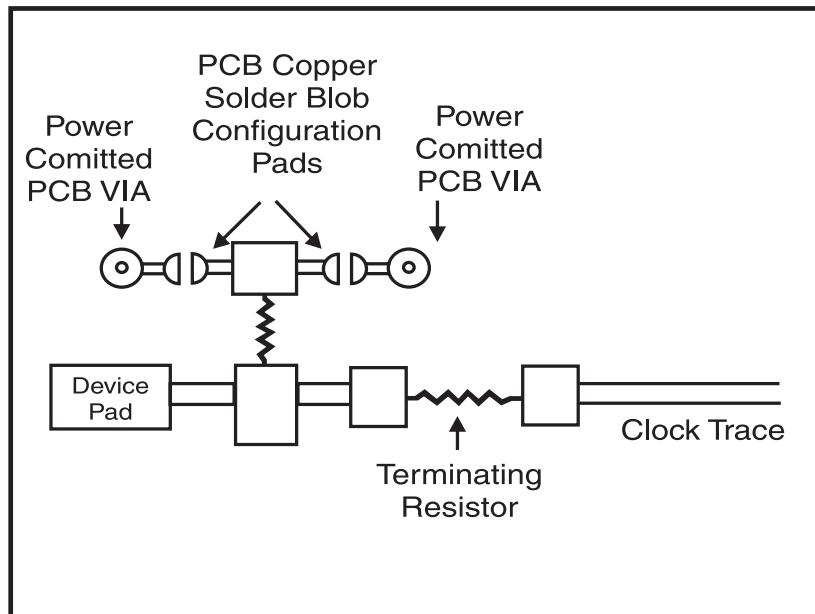 PCB Copper
Solder Blob
Configuration
Pads
Power
Comitted
PCB VIA
Power
Comitted
PCB VIA
Device
Pad
Clock Trace
Terminating
Resistor